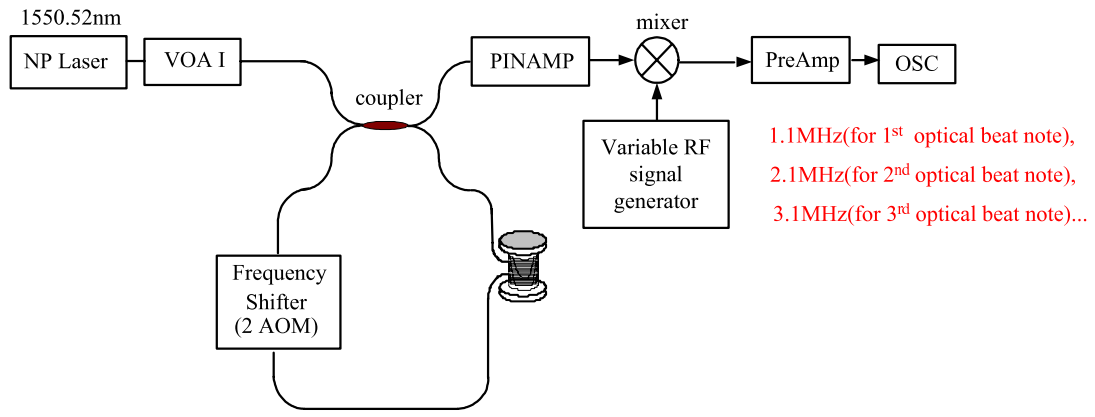 1550.52nm
NP Laser
VOA I
coupler
PINAMP
mixer
PreAmp
OSC
Variable RF
signal
generator
1.1MHz(for 1st optical beat note),
2.1MHz(for 2nd optical beat note),
3.1MHz(for 3rd optical beat note)...
Frequency
Shifter
(2 AOM)